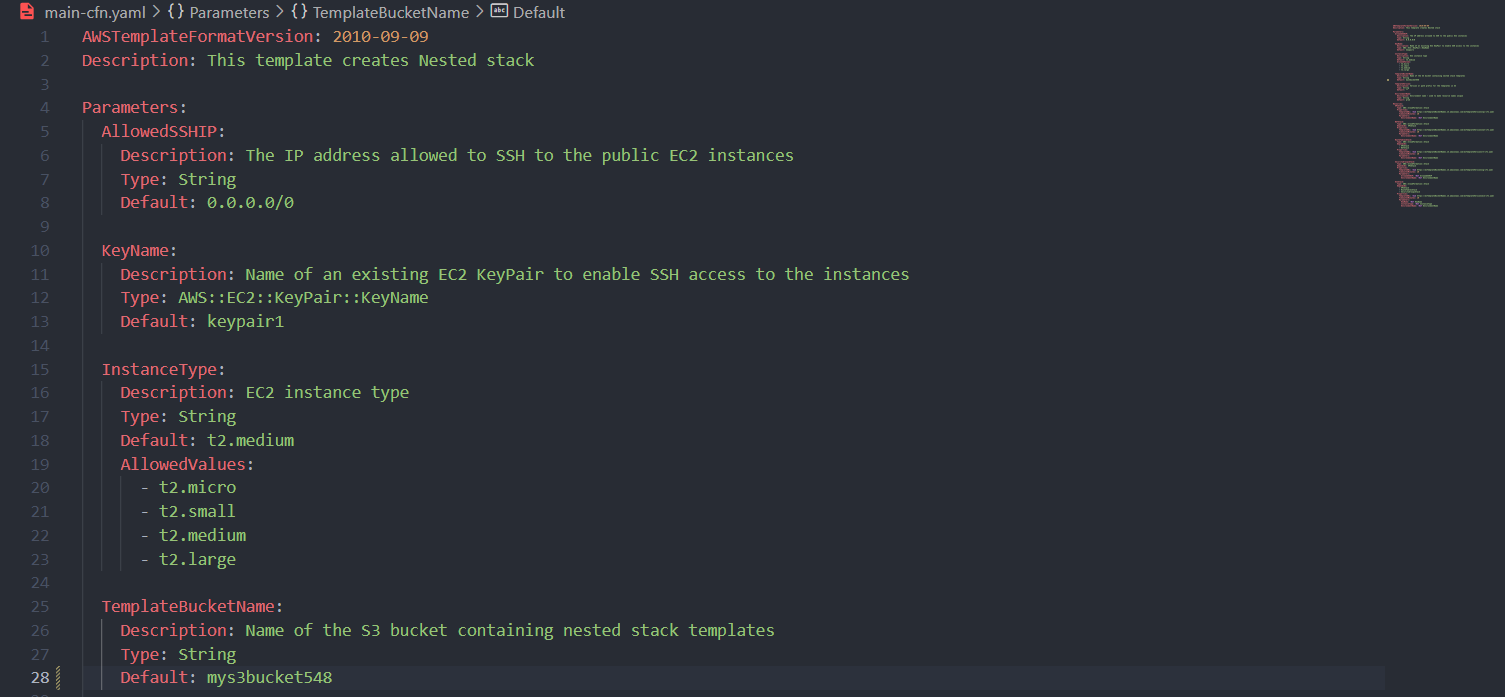 main-cfn.yaml > {} Parameters > {} TemplateBucketName > abc Default
1 AWSTemplateFormatVersion: 2010-09-09
2 Description: This template creates Nested stack
3
4 Parameters:
5   AllowedSSHIP:
6     Description: The IP address allowed to SSH to the public EC2 instances
7     Type: String
8     Default: 0.0.0.0/0
9
10   KeyName:
11     Description: Name of an existing EC2 KeyPair to enable SSH access to the instances
12     Type: AWS::EC2::KeyPair::KeyName
13     Default: keypair1
14
15   InstanceType:
16     Description: EC2 instance type
17     Type: String
18     Default: t2.medium
19     AllowedValues:
20       - t2.micro
21       - t2.small
22       - t2.medium
23       - t2.large
24
25   TemplateBucketName:
26     Description: Name of the S3 bucket containing nested stack templates
27     Type: String
28     Default: mys3bucket548